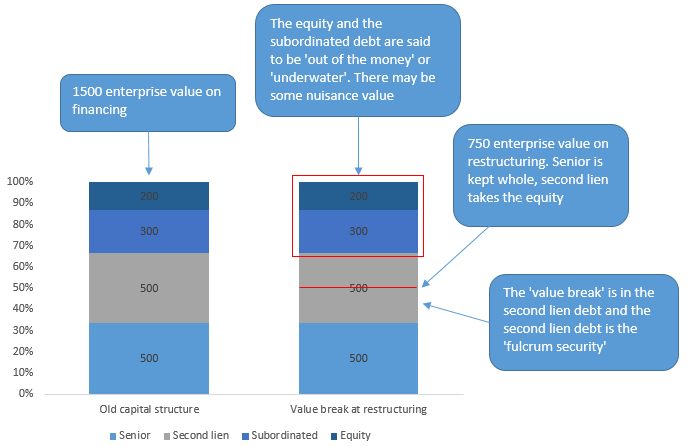 The equity and the
subordinated debt are said
to be 'out of the money' or
'underwater'. There may be
some nuisance value
1500 enterprise value on
financing
750 enterprise value on
restructuring. Senior is
kept whole, second lien
takes the equity
The 'value break' is in the
second lien debt and the
second lien debt is the
'fulcrum security'
100%
90%
80%
70%
60%
50%
40%
30%
20%
10%
0%
200
300
500
500
200
300
500
500
Old capital structure
Value break at restructuring
Senior
Second lien
Subordinated
Equity